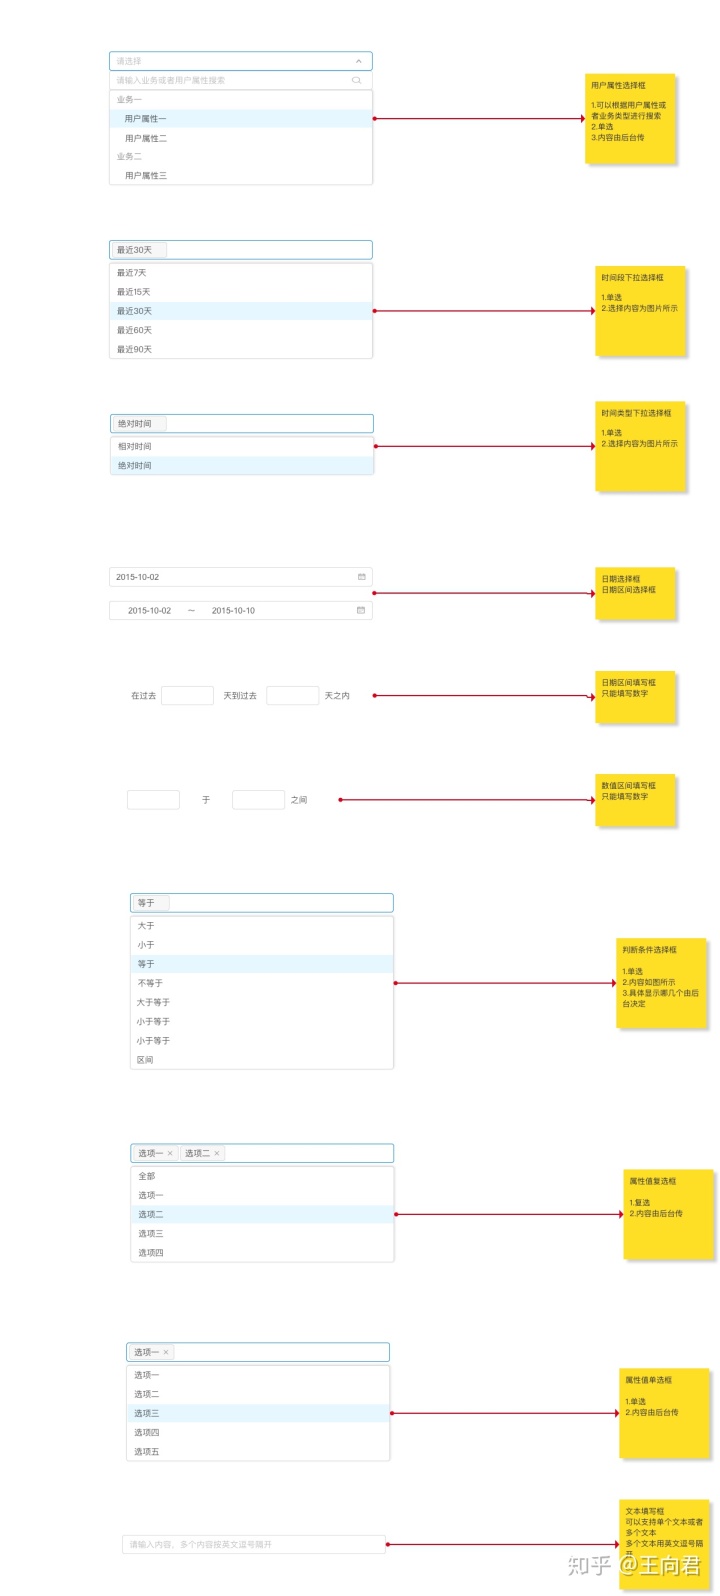 请选择
请输入业务或者用户属性搜索
业务一
用户属性一
用户属性二
业务二
用户属性三
用户属性选择框
1.可以根据用户属性或
者业务类型进行搜索
2.单选
3.内容由后台传
最近30天
最近7天
最近15天
最近30天
最近60天
最近90天
时间段下拉选择框
1.单选
2.选择内容为图片所示
绝对时间
相对时间
绝对时间
时间类型下拉选择框
1.单选
2.选择内容为图片所示
2015-10-02
2015-10-02 ～ 2015-10-10
日期选择框
日期区间选择框
在过去 天到过去 天之内
日期区间填写框
只能填写数字
于 之间
数值区间填写框
只能填写数字
等于
大于
小于
等于
不等于
大于等于
小于等于
小于等于
区间
判断条件选择框
1.单选
2.内容如图所示
3.具体显示哪几个由后
台决定
选项一 × 选项二 ×
全部
选项一
选项二
选项三
选项四
属性值复选框
1.复选
2.内容由后台传
选项一 ×
选项一
选项二
选项三
选项四
选项五
属性值单选框
1.单选
2.内容由后台传
请输入内容，多个内容按英文逗号隔开
文本填写框
可以支持单个文本或者
多个文本
多个文本用英文逗号隔
开
知乎 @王向君